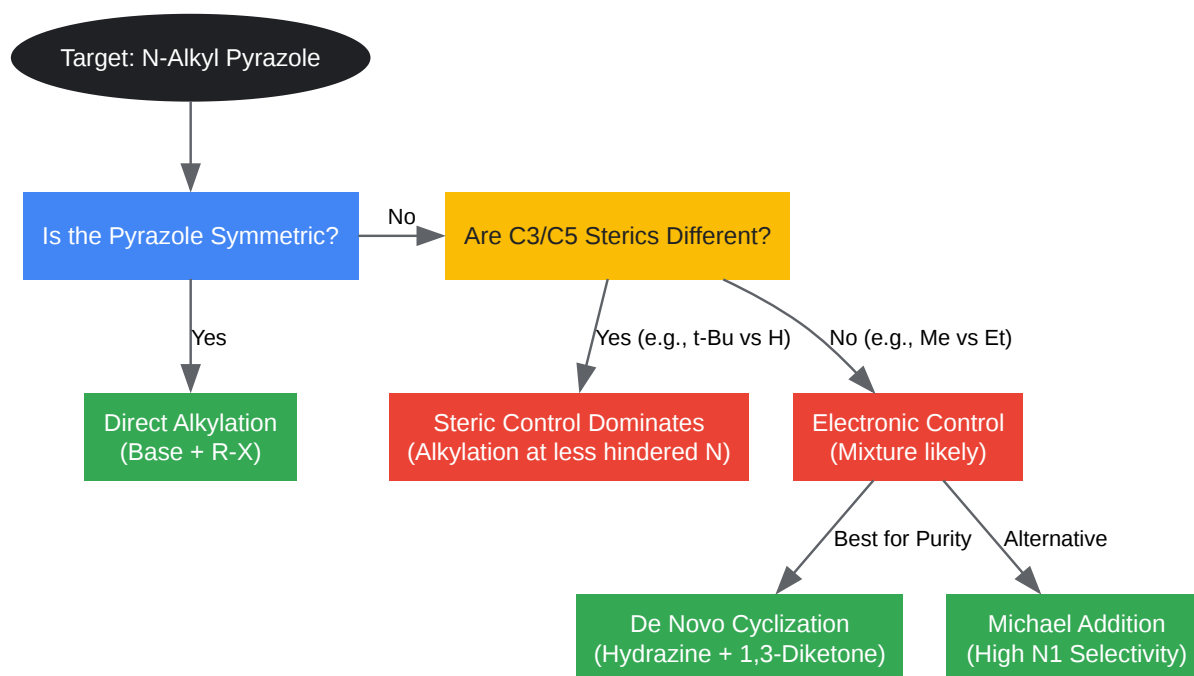 Target: N-Alkyl Pyrazole
Is the Pyrazole Symmetric?
No
Are C3/C5 Sterics Different?
Yes
Yes (e.g., t-Bu vs H)
No (e.g., Me vs Et)
Direct Alkylation
(Base + R-X)
Steric Control Dominates
(Alkylation at less hindered N)
Electronic Control
(Mixture likely)
Best for Purity
Alternative
De Novo Cyclization
(Hydrazine + 1,3-Diketone)
Michael Addition
(High N1 Selectivity)